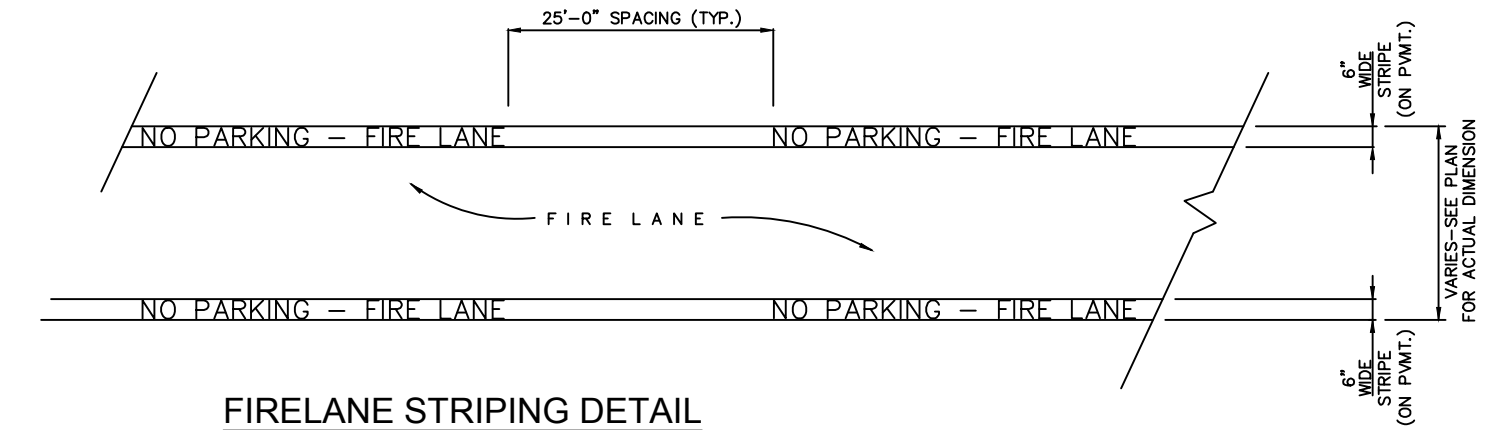 25'-0" SPACING (TYP.)
6"
WIDE
STRIPE
(ON PVMT.)
NO PARKING - FIRE LANE
NO PARKING - FIRE LANE
VARIES-SEE PLAN
FOR ACTUAL DIMENSION
FIRE LANE
NO PARKING - FIRE LANE
NO PARKING - FIRE LANE
6"
WIDE
STRIPE
(ON PVMT.)
FIRELANE STRIPING DETAIL